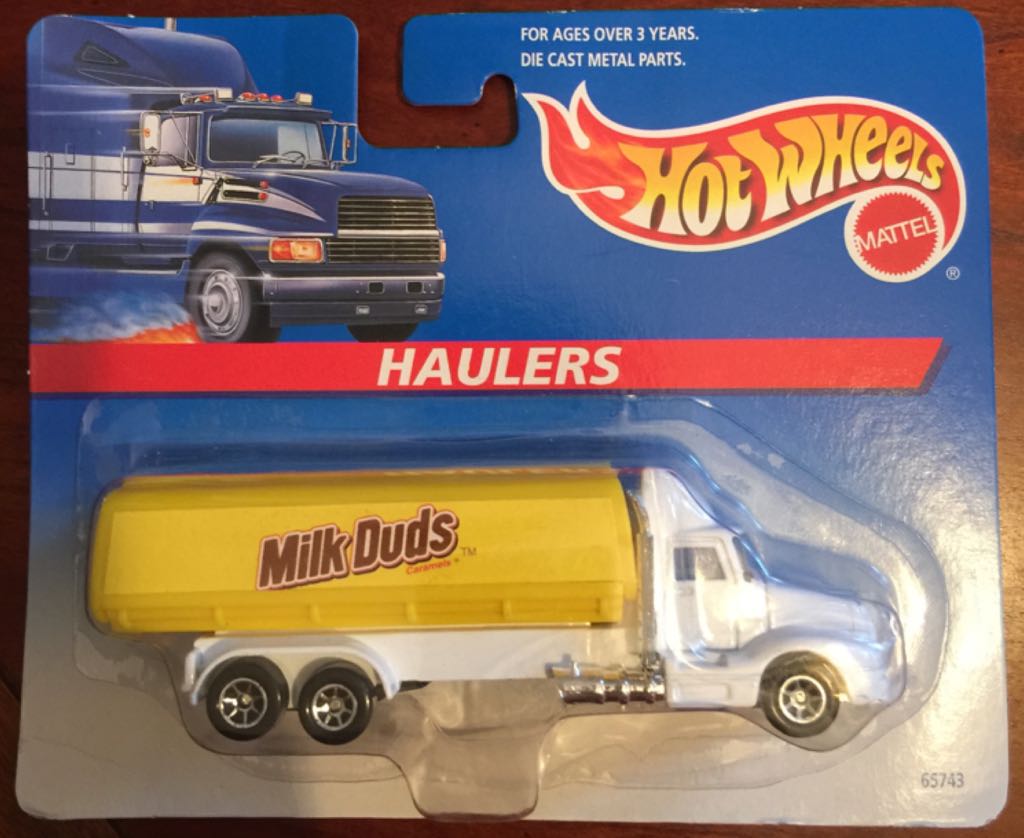 FOR AGES OVER 3 YEARS.
DIE CAST METAL PARTS.
HOT WHEELS
MATTEL
®
HAULERS
Milk Duds ™
Caramels
65743